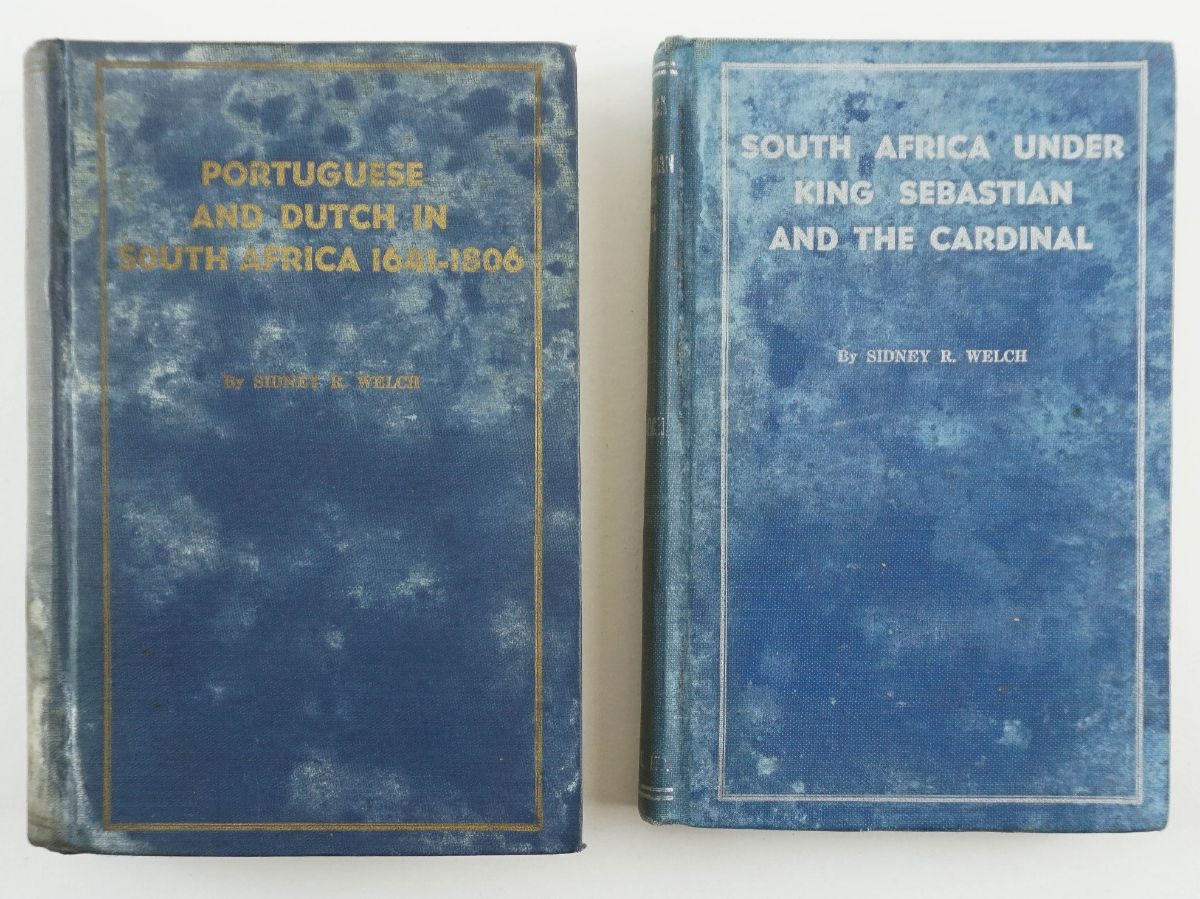 PORTUGUESE
AND DUTCH IN
SOUTH AFRICA 1641-1806
By SIDNEY R. WELCH
SOUTH AFRICA UNDER
KING SEBASTIAN
AND THE CARDINAL
By SIDNEY R. WELCH